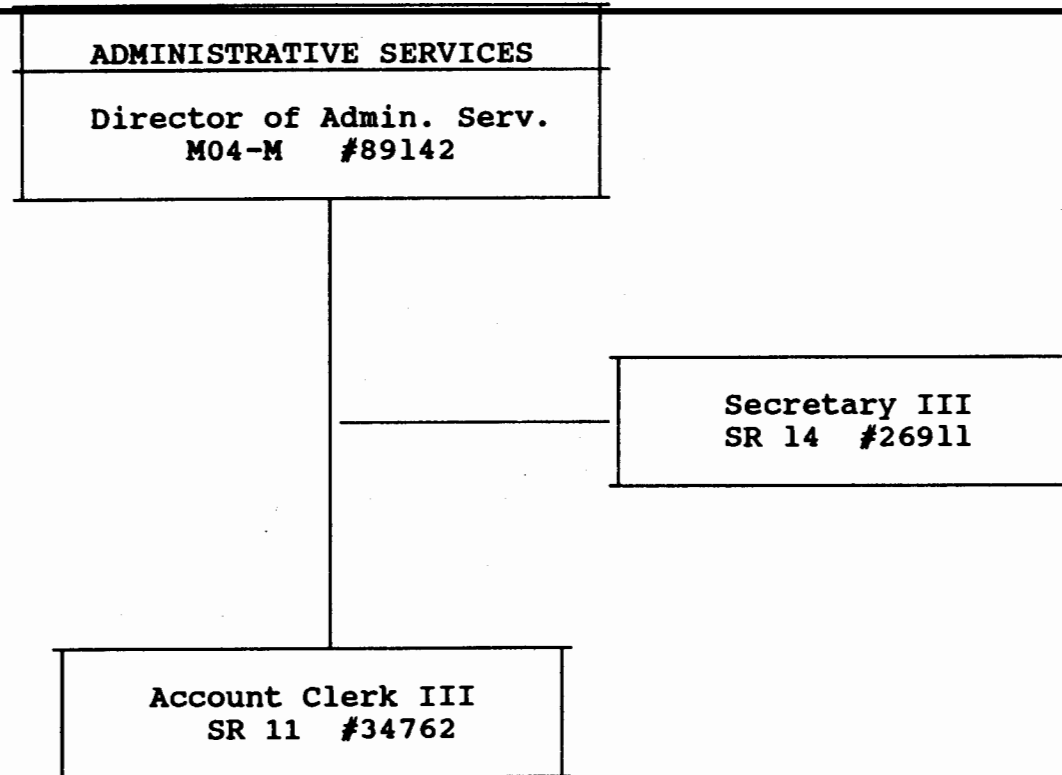 ADMINISTRATIVE SERVICES
Director of Admin. Serv.
M04-M #89142
Secretary III
SR 14 #26911
Account Clerk III
SR 11 #34762